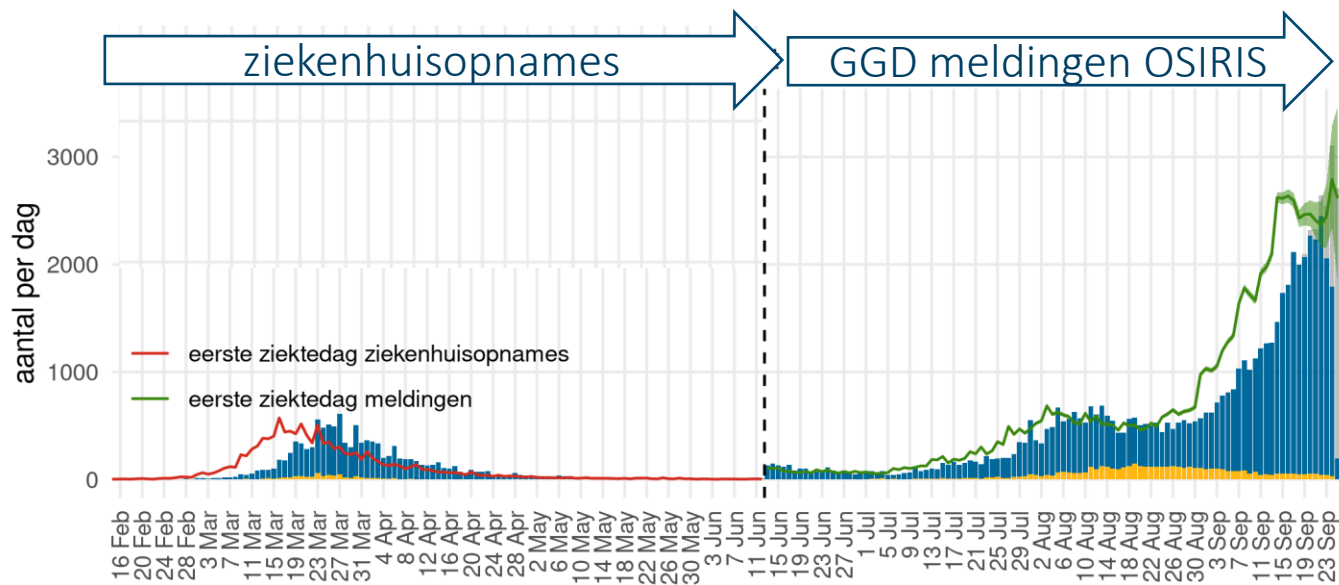 ziekenhuisopnames
GGD meldingen OSIRIS
aantal per dag
3000
2000
1000
0
eerste ziektedag ziekenhuisopnames
eerste ziektedag meldingen
16 Feb
20 Feb
24 Feb
28 Feb
3 Mar
7 Mar
11 Mar
15 Mar
19 Mar
23 Mar
27 Mar
31 Mar
4 Apr
8 Apr
12 Apr
16 Apr
20 Apr
24 Apr
28 Apr
2 May
6 May
10 May
14 May
18 May
22 May
26 May
30 May
3 Jun
7 Jun
11 Jun
15 Jun
19 Jun
23 Jun
27 Jun
1 Jul
5 Jul
9 Jul
13 Jul
17 Jul
21 Jul
25 Jul
29 Jul
2 Aug
6 Aug
10 Aug
14 Aug
18 Aug
22 Aug
26 Aug
30 Aug
3 Sep
7 Sep
11 Sep
15 Sep
19 Sep
23 Sep